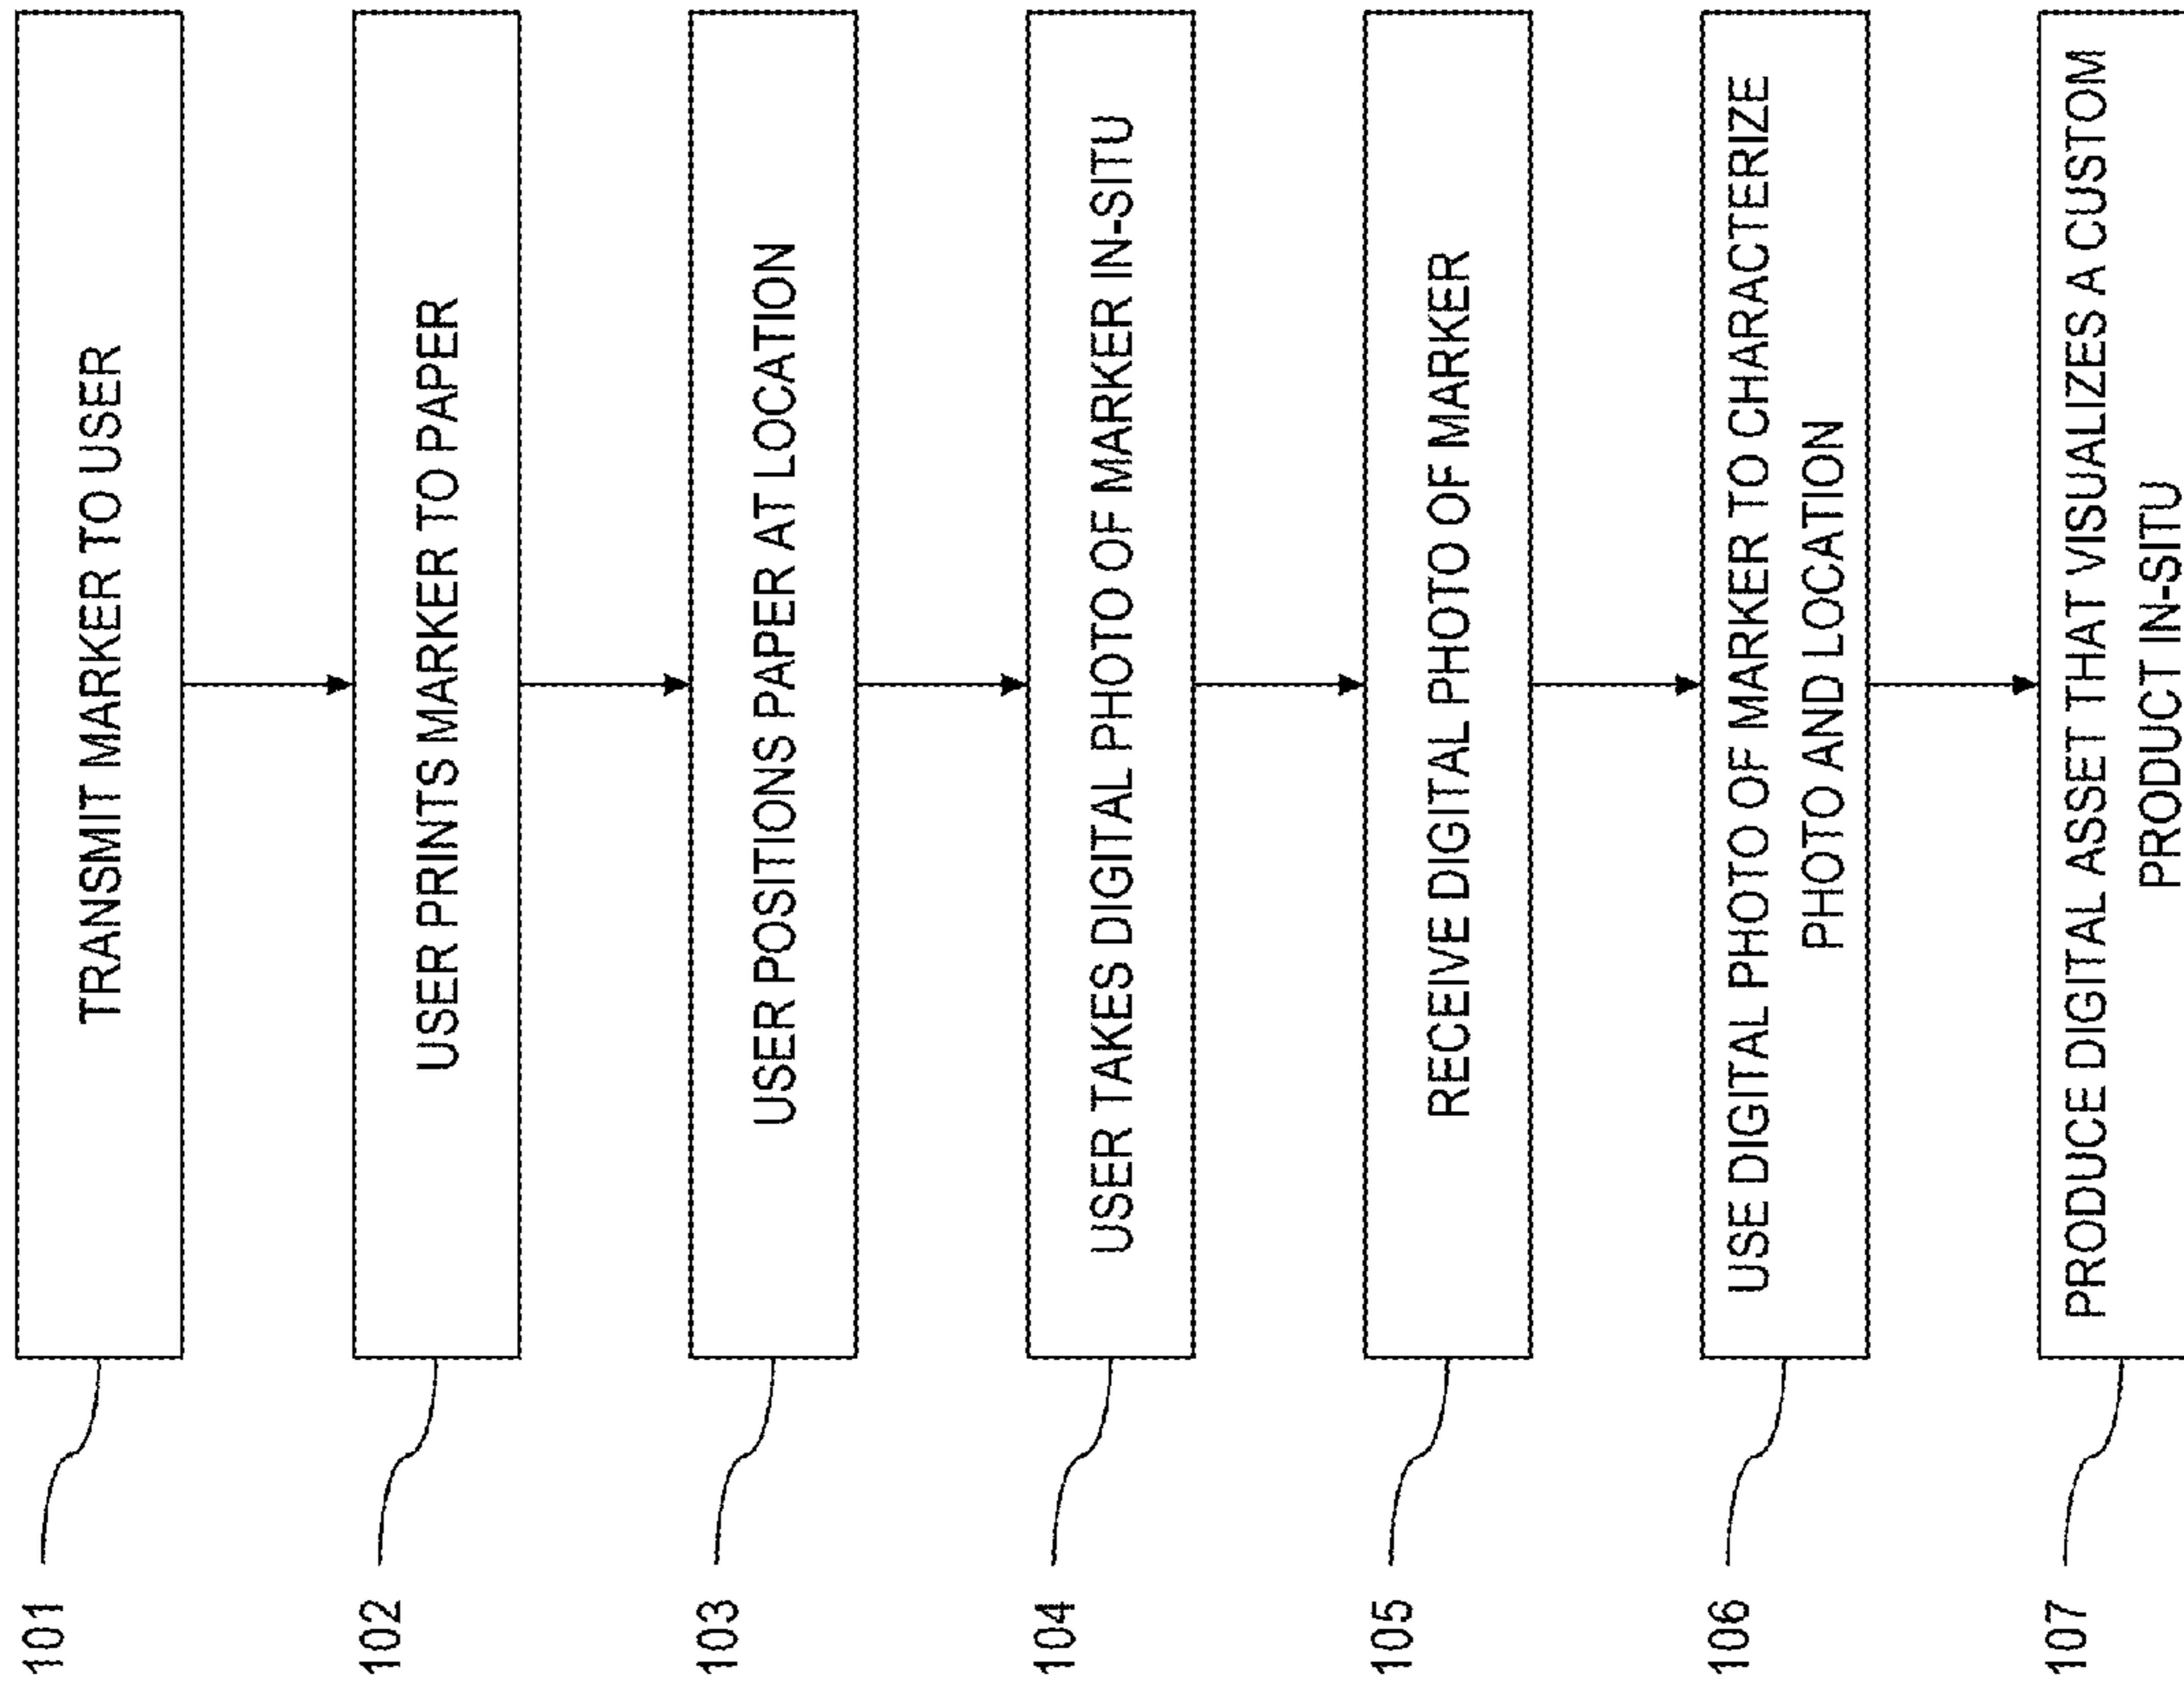 101
TRANSMIT MARKER TO USER
102
USER PRINTS MARKER TO PAPER
103
USER POSITIONS PAPER AT LOCATION
104
USER TAKES DIGITAL PHOTO OF MARKER IN-SITU
105
RECEIVE DIGITAL PHOTO OF MARKER
106
USE DIGITAL PHOTO OF MARKER TO CHARACTERIZE
PHOTO AND LOCATION
107
PRODUCE DIGITAL ASSET THAT VISUALIZES A CUSTOM
PRODUCT IN-SITU